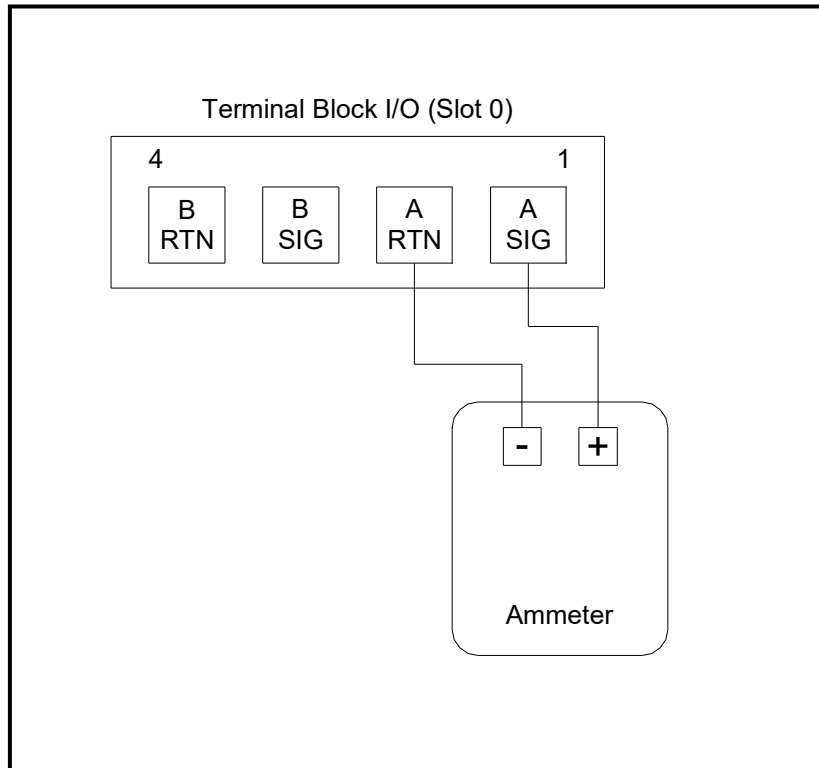 Terminal Block I/O (Slot 0)
4 1
B B A A
RTN SIG RTN SIG
- +
Ammeter